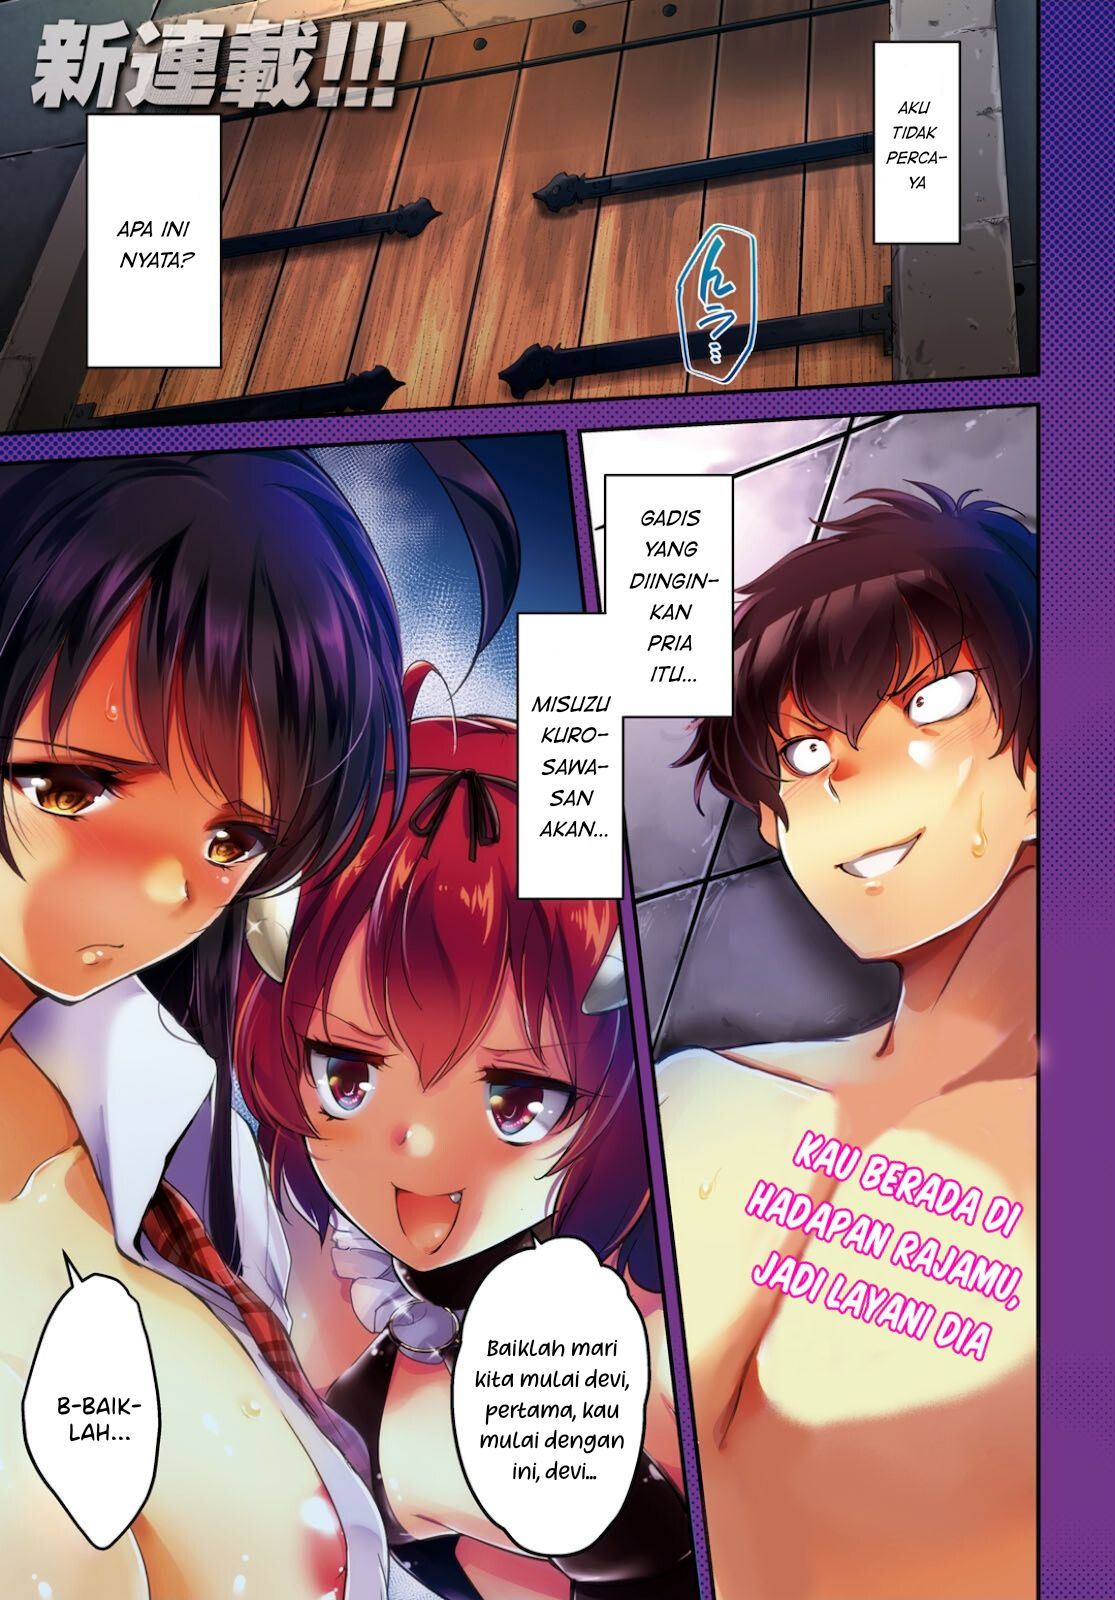 新連載!!!
AKU
TIDAK
PERCA-
YA
APA INI
NYATA?
んう…
GADIS
YANG
DIINGIN-
KAN
PRIA
ITU...
MISUZU
KURO-
SAWA-
SAN
AKAN...
KAU BERADA DI
HADAPAN RAJAMU,
JADI LAYANI DIA
Baiklah mari
kita mulai devi,
pertama, kau
mulai dengan
ini, devi...
B-BAIK-
LAH...